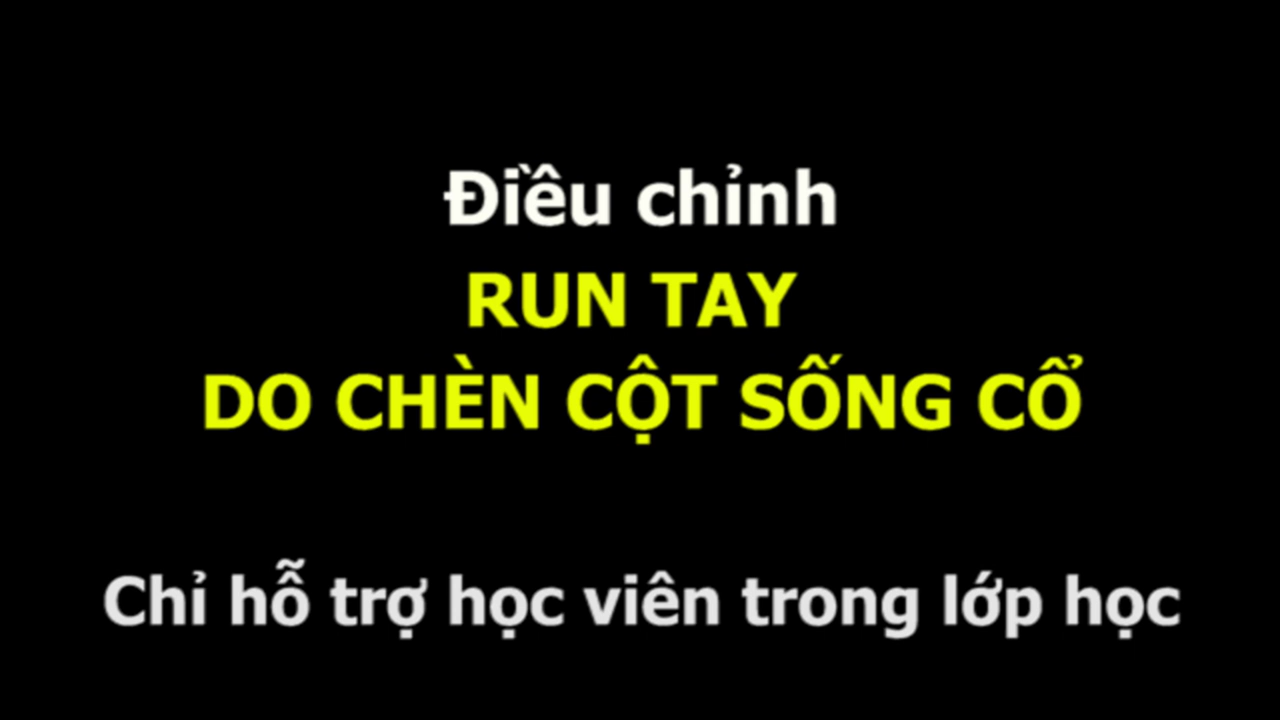 Điều chỉnh
RUN TAY
DO CHÈN CỘT SỐNG CỔ
Chỉ hỗ trợ học viên trong lớp học